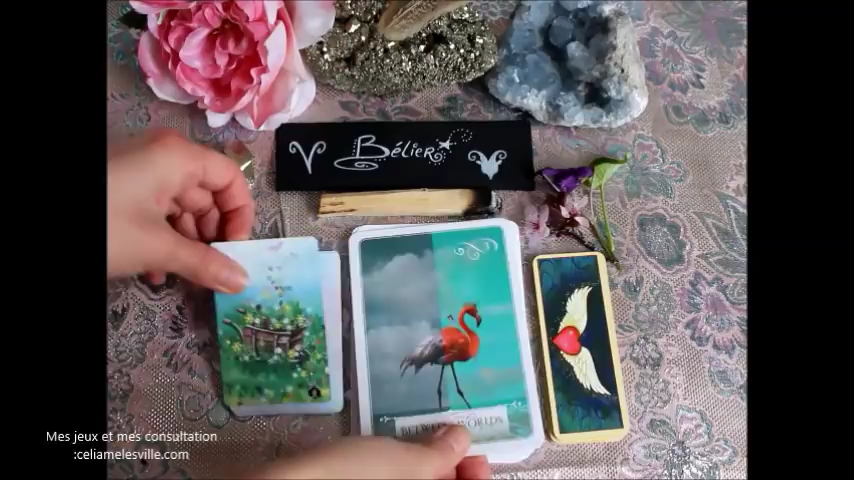 Bélier
BETWEEN WORLDS
Mes jeux et mes consultation
:celiamelesville.com